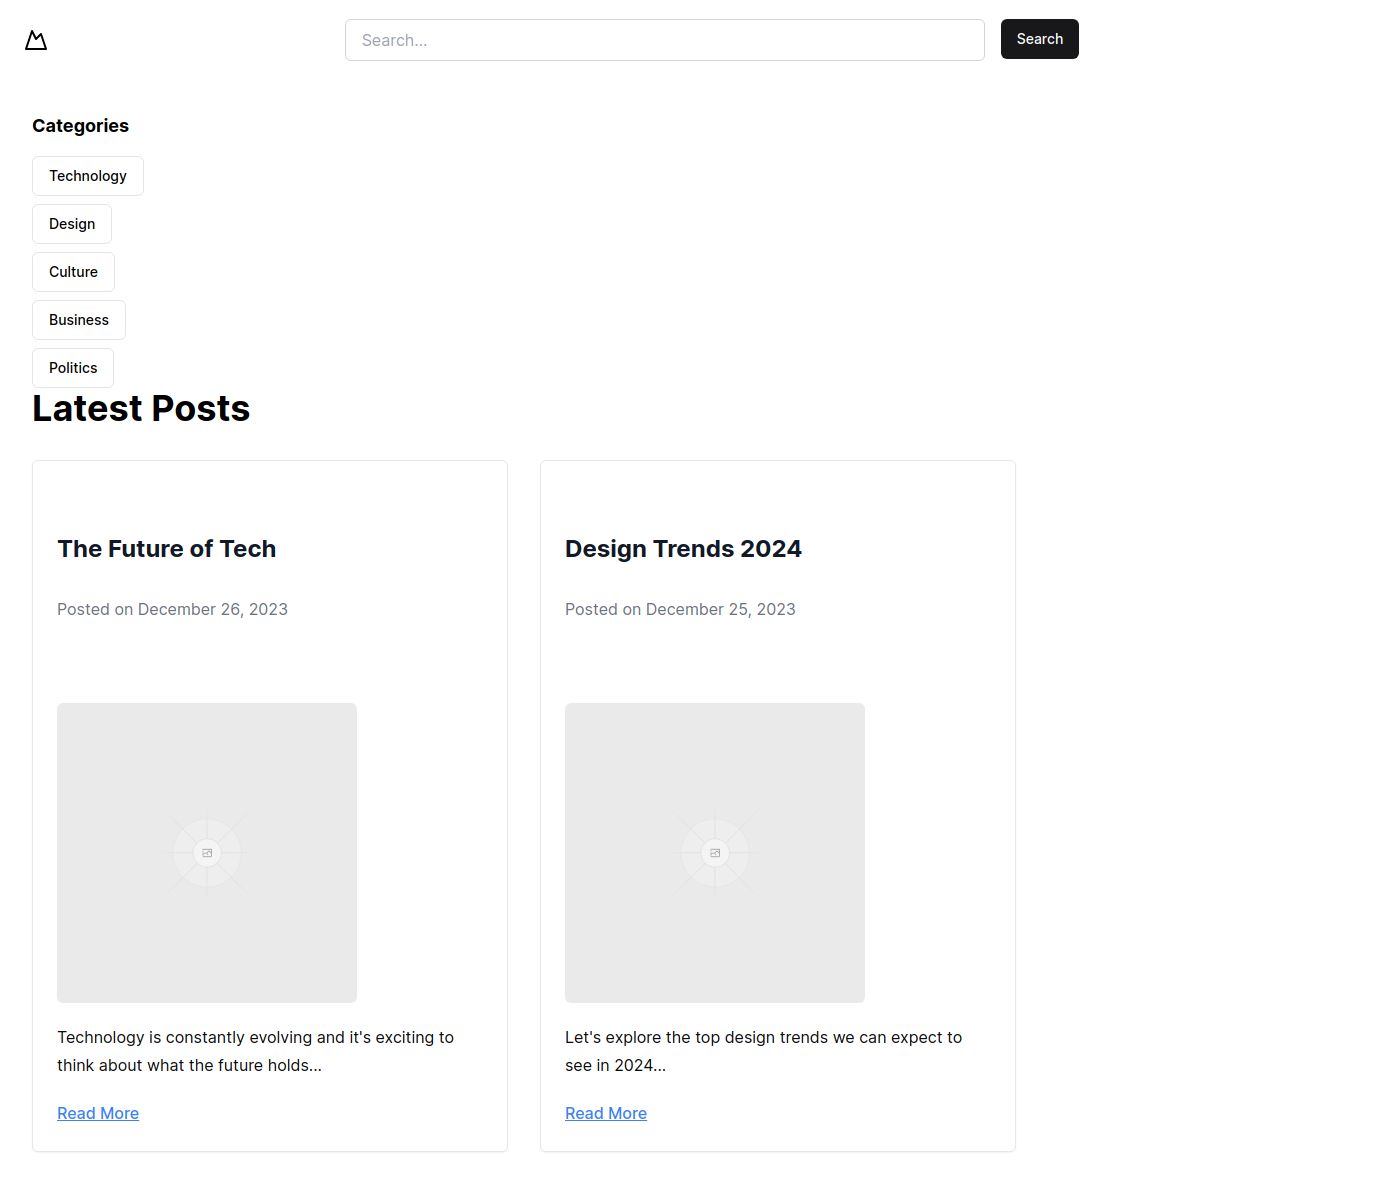 Search...
Search
Categories
Technology
Design
Culture
Business
Politics
Latest Posts
The Future of Tech
Posted on December 26, 2023
Technology is constantly evolving and it's exciting to
think about what the future holds...
Read More
Design Trends 2024
Posted on December 25, 2023
Let's explore the top design trends we can expect to
see in 2024...
Read More